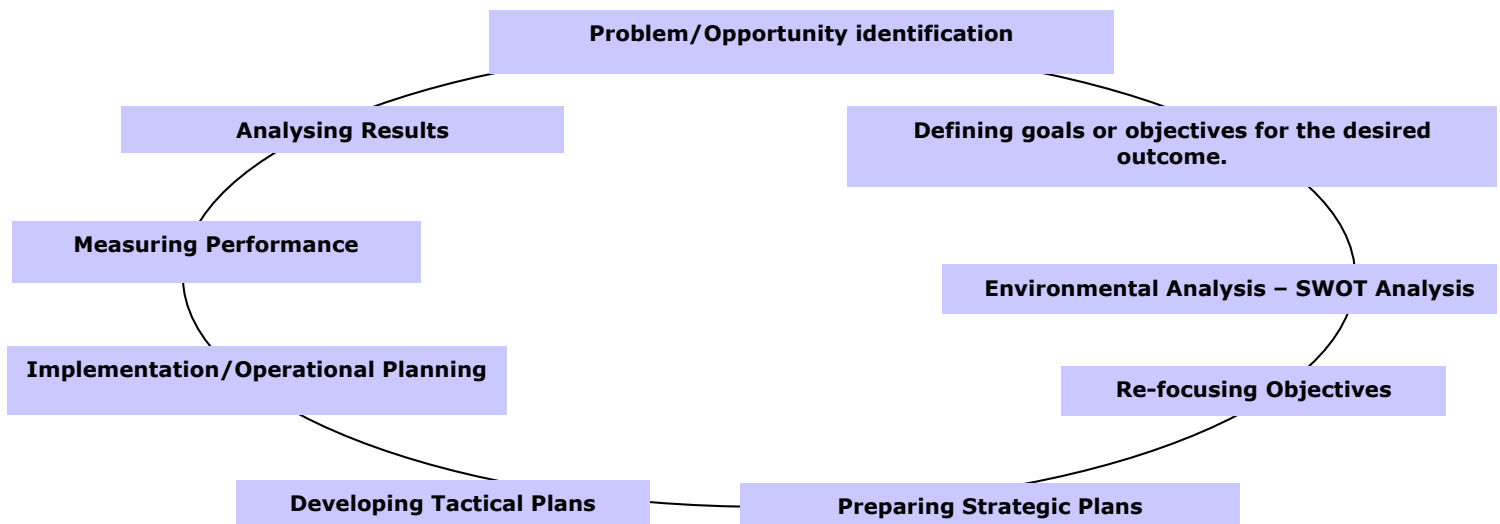 Problem/Opportunity identification
Defining goals or objectives for the desired
outcome.
Environmental Analysis – SWOT Analysis
Re-focusing Objectives
Preparing Strategic Plans
Developing Tactical Plans
Implementation/Operational Planning
Measuring Performance
Analysing Results